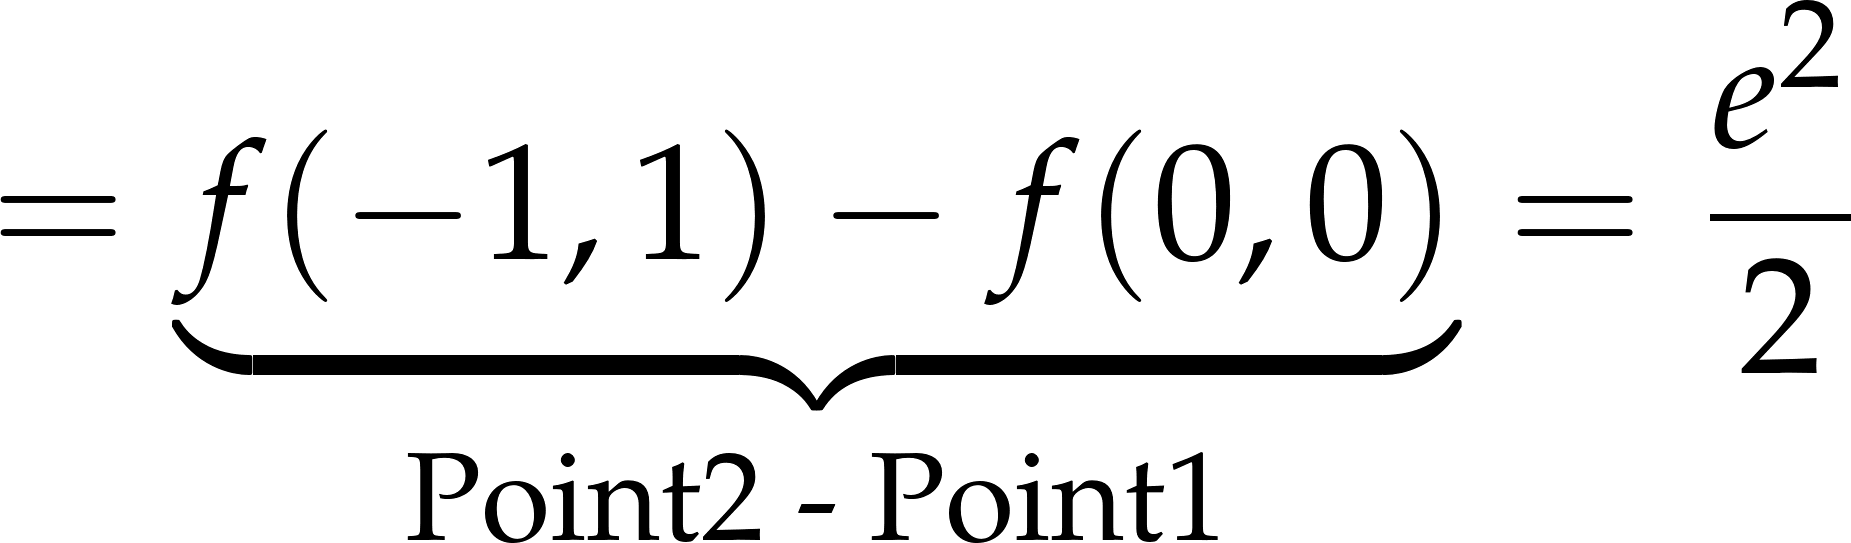 = f(−1, 1) − f(0, 0) = e²/2
Point2 - Point1